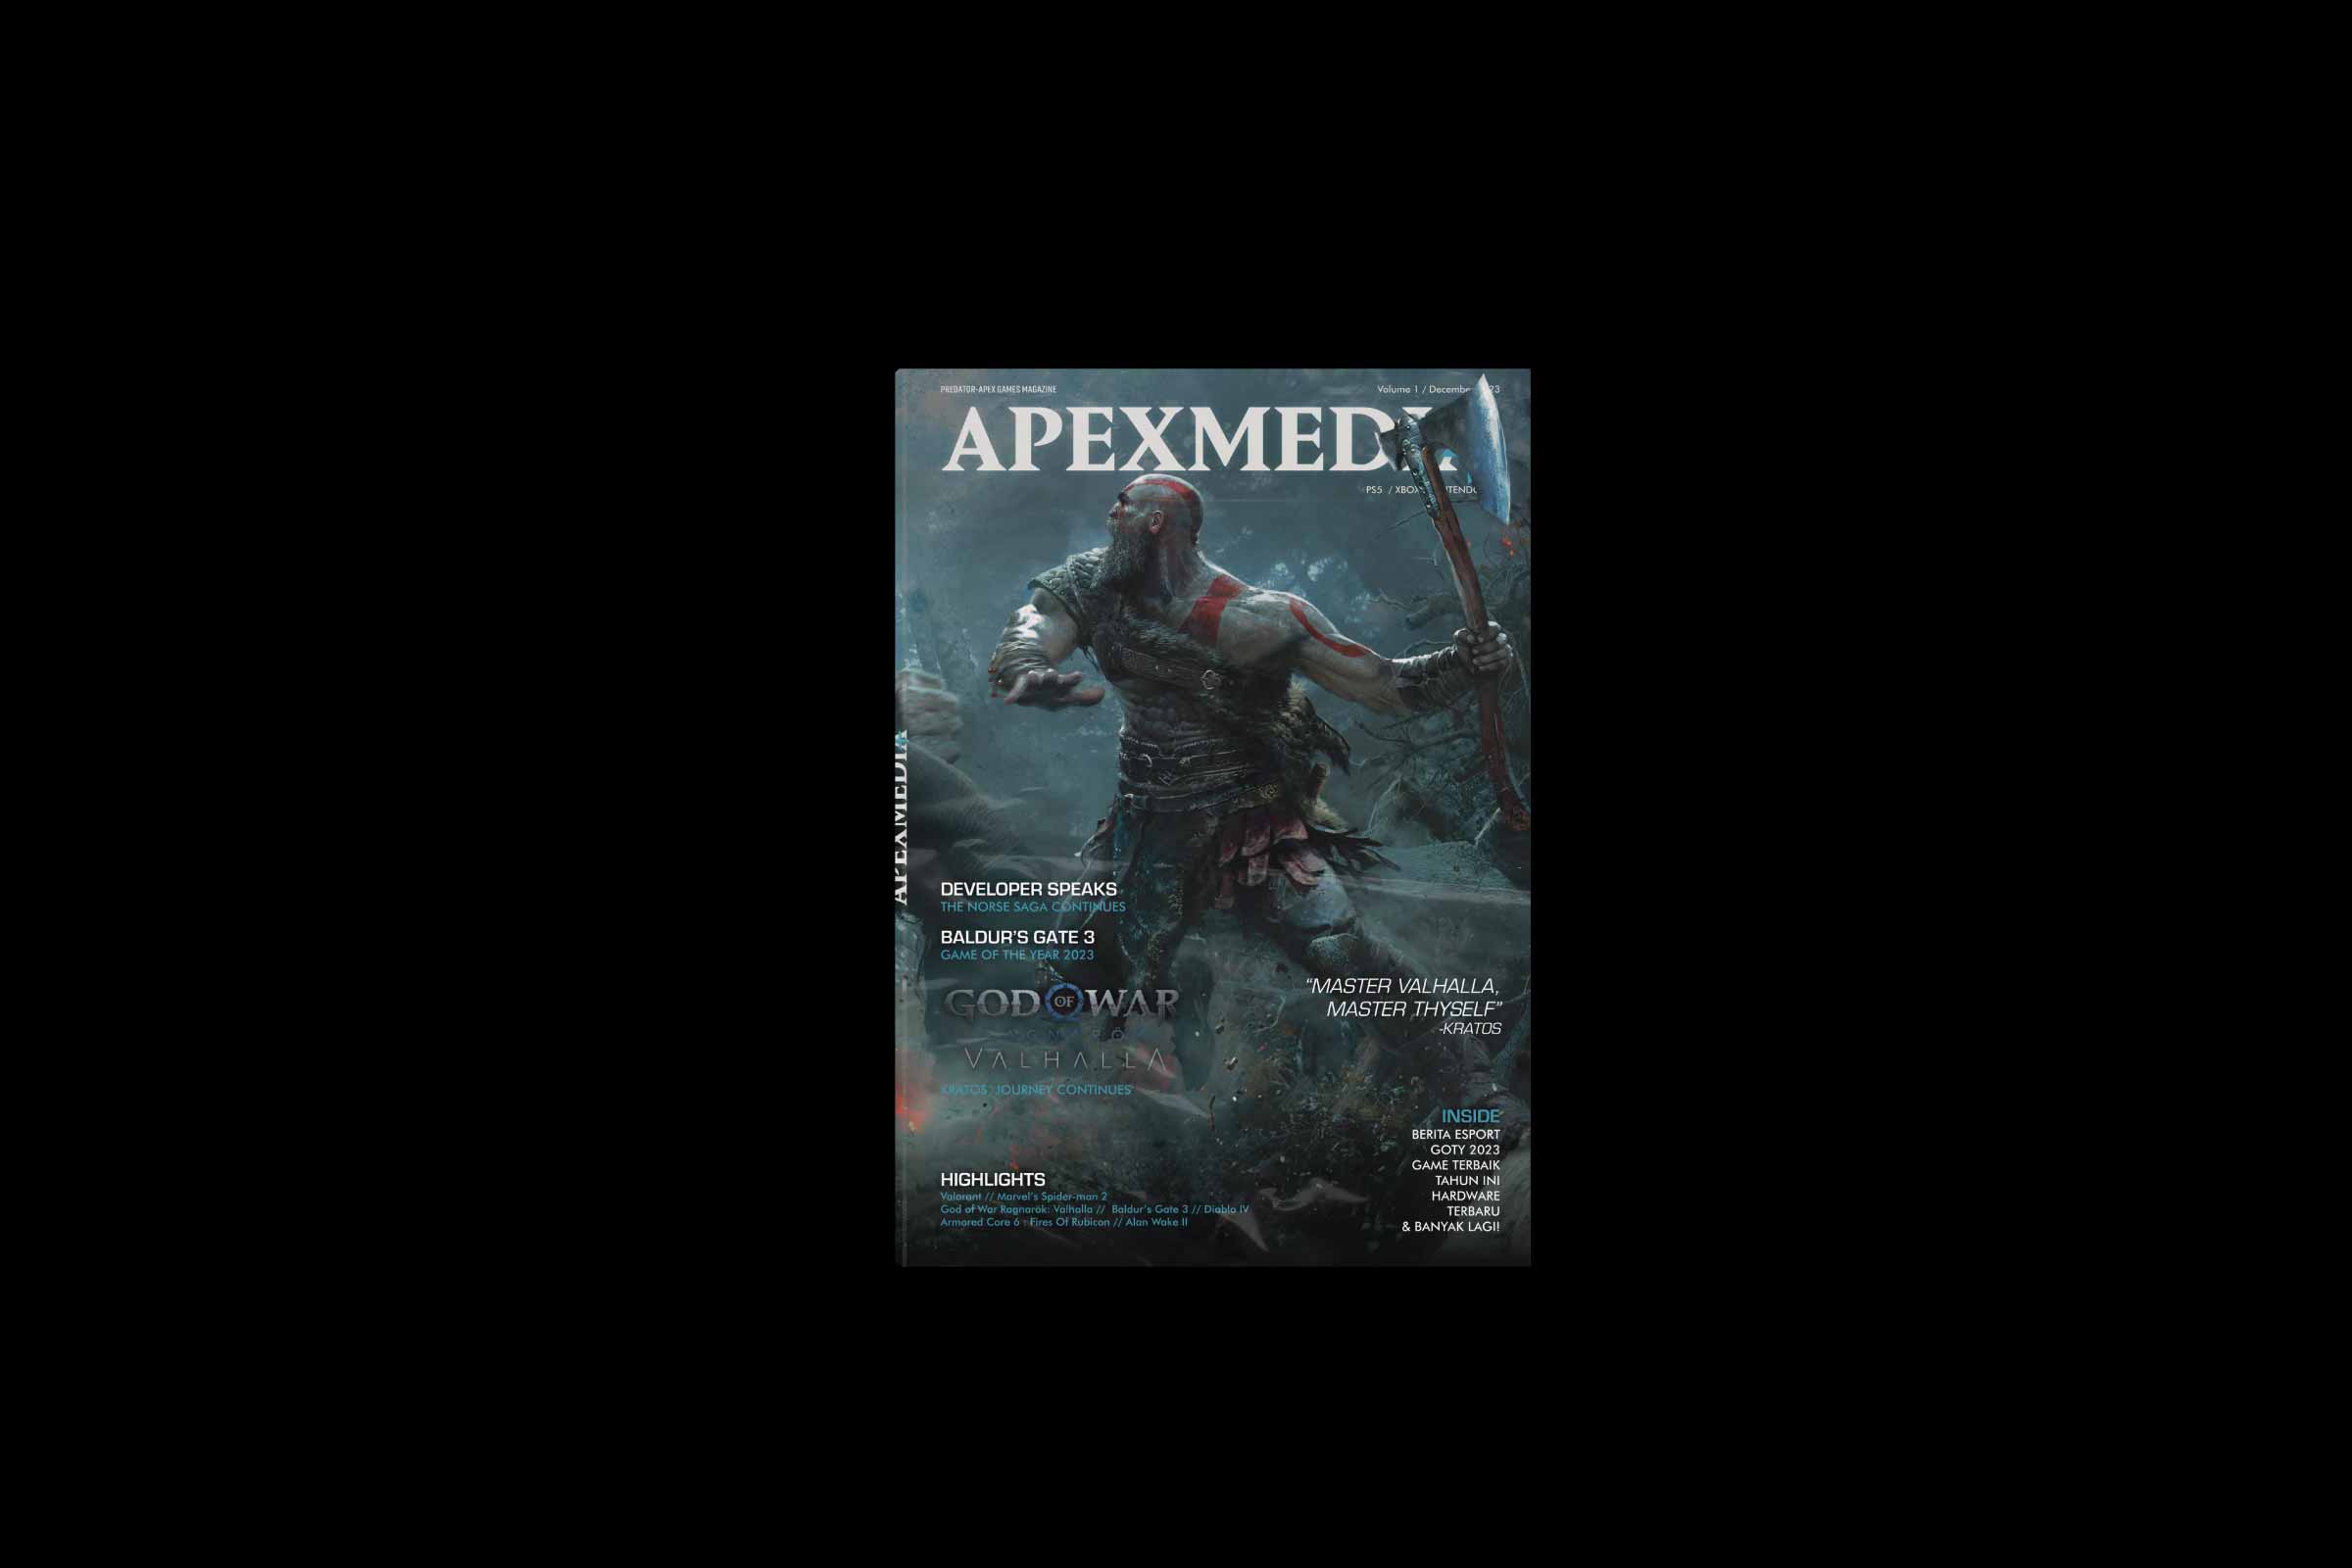 PREDATOR-APEX GAMES MAGAZINE
Volume 1 / Decembe 23
APEXMEDIA
PS5 / XBOX
APEXMEDIA
DEVELOPER SPEAKS
THE NORSE SAGA CONTINUES
BALDUR'S GATE 3
GAME OF THE YEAR 2023
GOD OF WAR
VALHALLA
KRATOS' JOURNEY CONTINUES
“MASTER VALHALLA,
MASTER THYSELF”
-KRATOS
INSIDE
BERITA ESPORT
GOTY 2023
GAME TERBAIK
TAHUN INI
HARDWARE
TERBARU
& BANYAK LAGI!
HIGHLIGHTS
Valorant // Marvel's Spider-man 2
God of War Ragnarök: Valhalla // Baldur's Gate 3 // Diablo IV
Armored Core 6 : Fires Of Rubicon // Alan Wake II